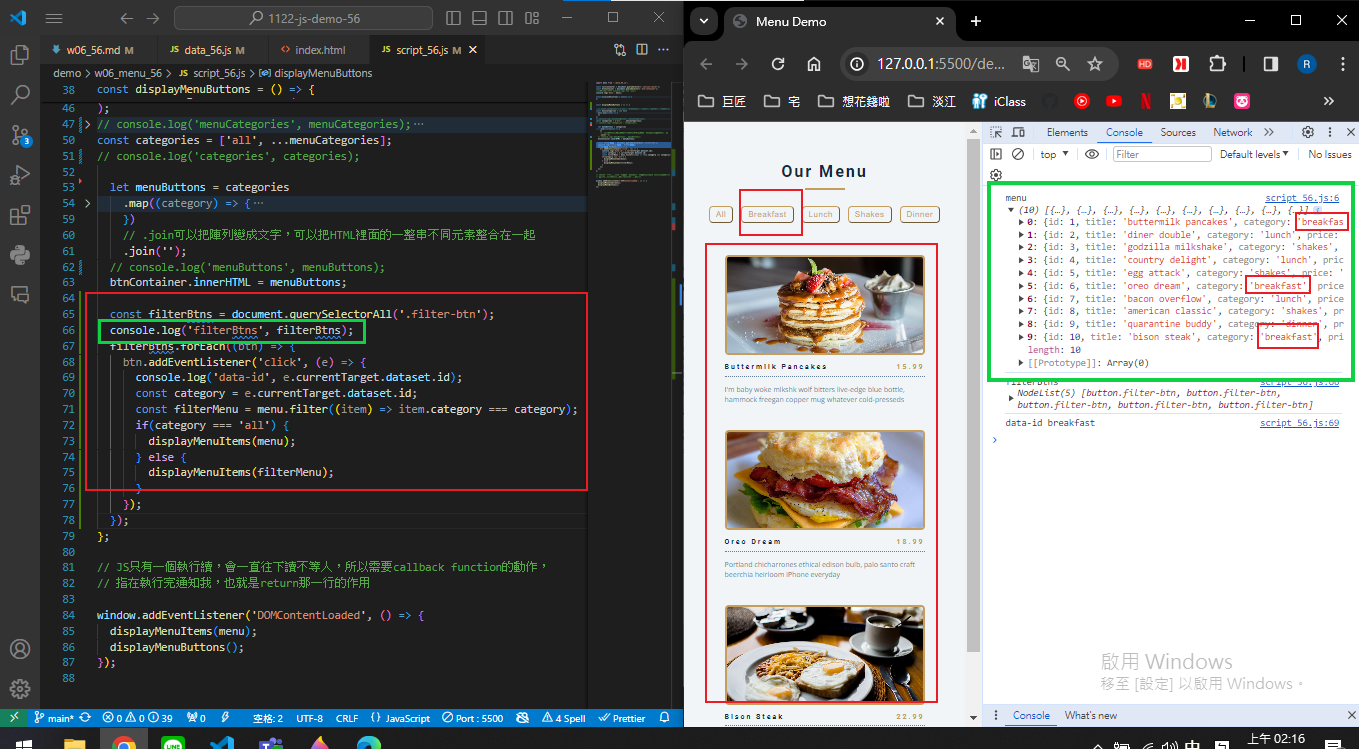 1122-js-demo-56
w06_56.md M
JS data_56.js M
<> index.html
JS script_56.js M ×
demo > w06_menu_56 > JS script_56.js > displayMenuButtons
38 const displayMenuButtons = () => {
46 );
47 // console.log('menuCategories', menuCategories);…
50 const categories = ['all', ...menuCategories];
51 // console.log('categories', categories);
52
53 let menuButtons = categories
54 .map((category) => {…
59 })
60 // .join可以把陣列變成文字，可以把HTML裡面的一整串不同元素整合在一起
61 .join('');
62 // console.log('menuButtons', menuButtons);
63 btnContainer.innerHTML = menuButtons;
64
65 const filterBtns = document.querySelectorAll('.filter-btn');
66 console.log('filterBtns', filterBtns);
67 filterBtns.forEach((btn) => {
68 btn.addEventListener('click', (e) => {
69 console.log('data-id', e.currentTarget.dataset.id);
70 const category = e.currentTarget.dataset.id;
71 const filterMenu = menu.filter((item) => item.category === category);
72 if(category === 'all') {
73 displayMenuItems(menu);
74 } else {
75 displayMenuItems(filterMenu);
76 }
77 });
78 });
79 };
80
81 // JS只有一個執行續，會一直往下讀不等人，所以需要callback function的動作，
82 // 指在執行完通知我，也就是return那一行的作用
83
84 window.addEventListener('DOMContentLoaded', () => {
85 displayMenuItems(menu);
86 displayMenuButtons();
87 });
88
main* 0 0 39 0 空格: 2 UTF-8 CRLF {} JavaScript Port : 5500 4 Spell Prettier
Menu Demo
127.0.0.1:5500/de...
HD
R
巨匠 宅 想花錢啦 淡江 iClass
Our Menu
All Breakfast Lunch Shakes Dinner
Buttermilk Pancakes 15.99
I'm baby woke mlkshk wolf bitters live-edge blue bottle,
hammock freegan copper mug whatever cold-presseds
Oreo Dream 18.99
Portland chicharrones ethical edison bulb, palo santo craft
beerchia heirloom iPhone everyday
Bison Steak 22.99
Elements Console Sources Network
top Filter Default levels No Issues
menu script_56.js:6
(10) [{…}, {…}, {…}, {…}, {…}, {…}, {…}, {…}, {…}, {…}]
0: {id: 1, title: 'buttermilk pancakes', category: 'breakfas
1: {id: 2, title: 'diner double', category: 'lunch', price:
2: {id: 3, title: 'godzilla milkshake', category: 'shakes',
3: {id: 4, title: 'country delight', category: 'lunch', pric
4: {id: 5, title: 'egg attack', category: 'shakes', price: '
5: {id: 6, title: 'oreo dream', category: 'breakfast', price
6: {id: 7, title: 'bacon overflow', category: 'lunch', price
7: {id: 8, title: 'american classic', category: 'shakes', pr
8: {id: 9, title: 'quarantine buddy', category: 'dinner', pr
9: {id: 10, title: 'bison steak', category: 'breakfast', pri
length: 10
[[Prototype]]: Array(0)
filterBtns script_56.js:66
NodeList(5) [button.filter-btn, button.filter-btn,
button.filter-btn, button.filter-btn, button.filter-btn]
data-id breakfast script_56.js:69
啟用 Windows
移至 [設定] 以啟用 Windows。
Console What's new
中
上午 02:16